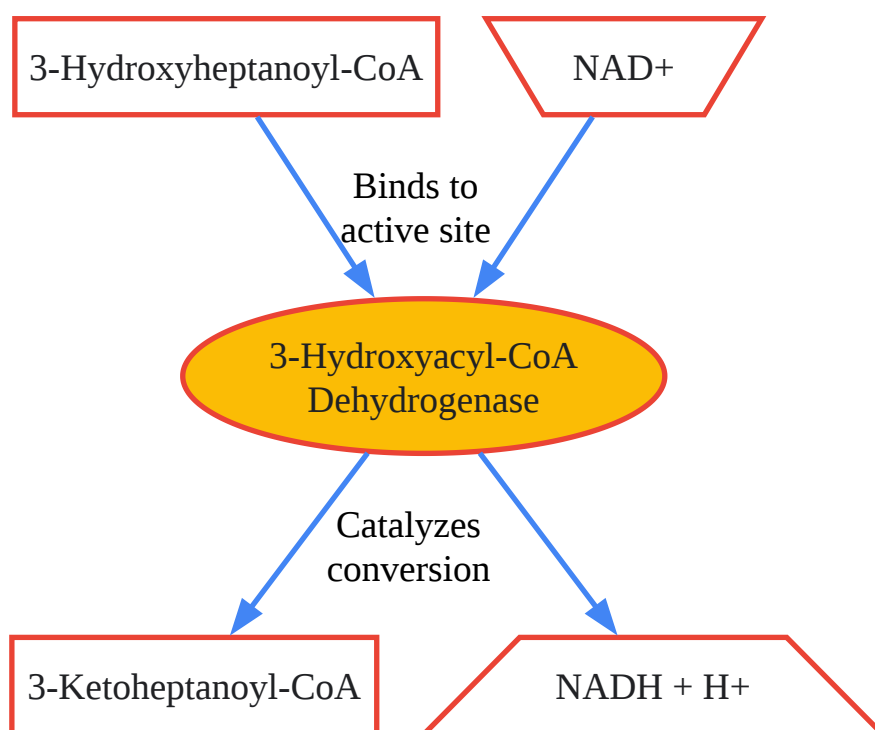 3-Hydroxyheptanoyl-CoA
NAD+
Binds to
active site
3-Hydroxyacyl-CoA
Dehydrogenase
Catalyzes
conversion
3-Ketoheptanoyl-CoA
NADH + H+